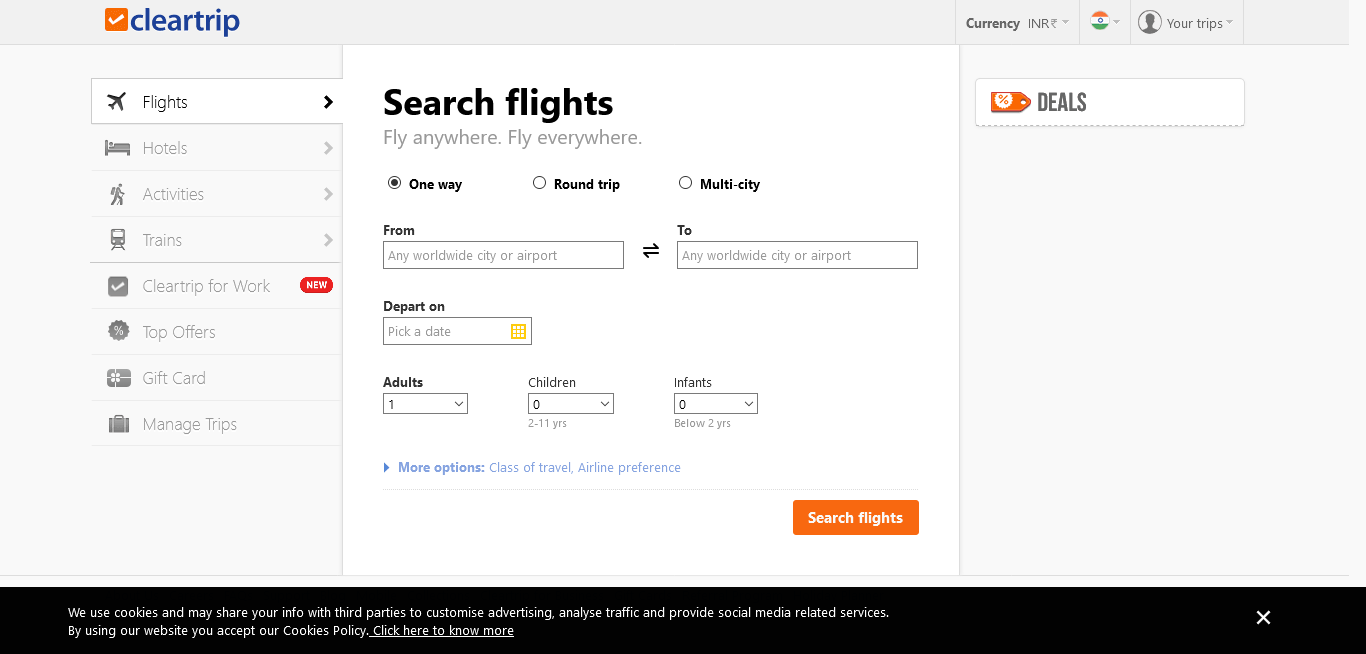 cleartrip
Currency INR₹
Your trips
Flights
Hotels
Activities
Trains
Cleartrip for Work NEW
Top Offers
Gift Card
Manage Trips
Search flights
Fly anywhere. Fly everywhere.
One way Round trip Multi-city
From To
Any worldwide city or airport Any worldwide city or airport
Depart on
Pick a date
Adults Children Infants
1 0 0
2-11 yrs Below 2 yrs
More options: Class of travel, Airline preference
Search flights
% DEALS
We use cookies and may share your info with third parties to customise advertising, analyse traffic and provide social media related services.
By using our website you accept our Cookies Policy. Click here to know more